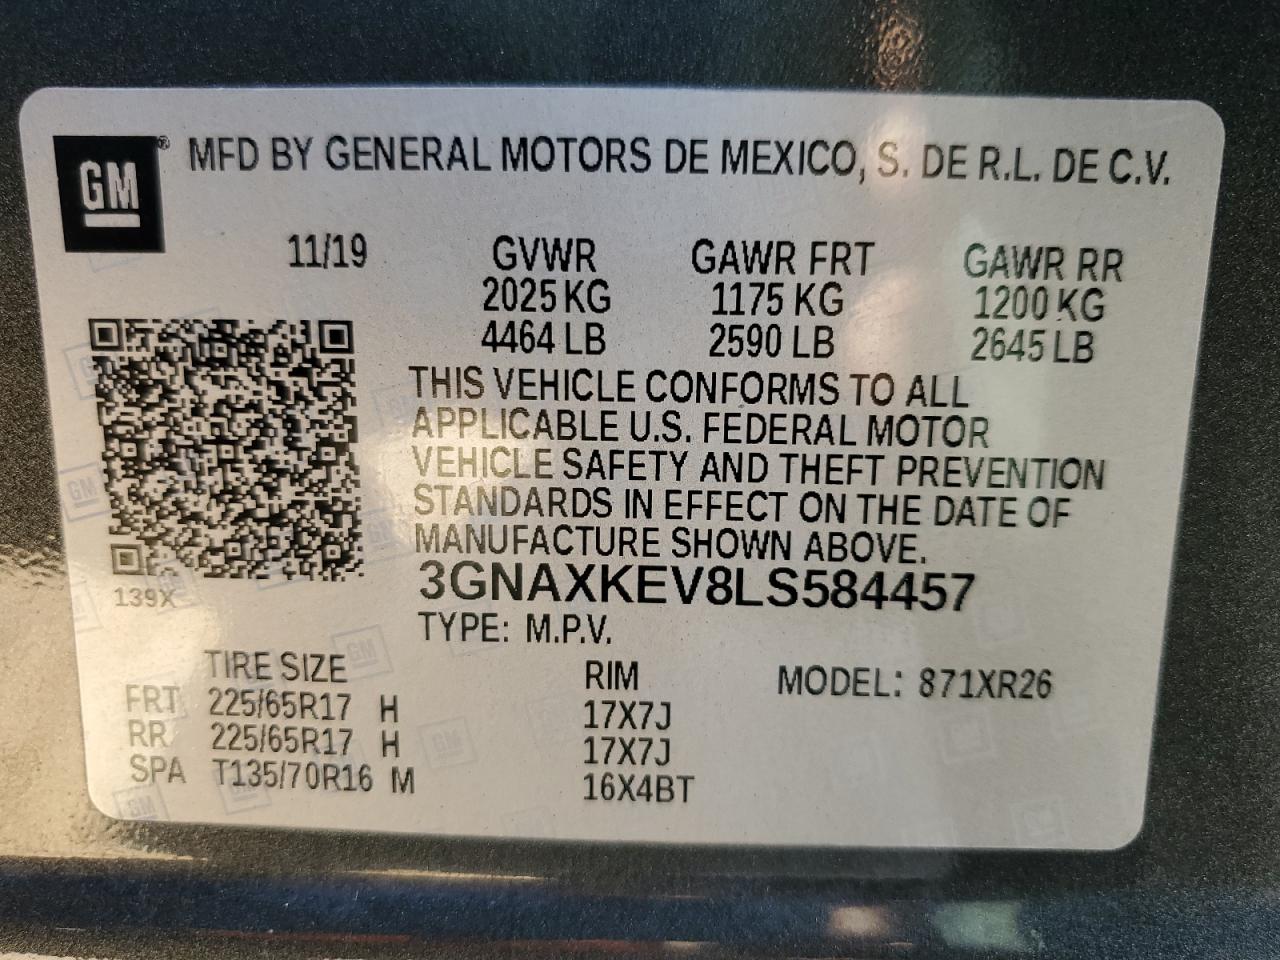 GM® MFD BY GENERAL MOTORS DE MEXICO, S. DE R.L. DE C.V.
11/19 GVWR GAWR FRT GAWR RR
2025 KG 1175 KG 1200 KG
4464 LB 2590 LB 2645 LB
THIS VEHICLE CONFORMS TO ALL
APPLICABLE U.S. FEDERAL MOTOR
VEHICLE SAFETY AND THEFT PREVENTION
STANDARDS IN EFFECT ON THE DATE OF
MANUFACTURE SHOWN ABOVE.
3GNAXKEV8LS584457
139X
TYPE: M.P.V.
TIRE SIZE RIM MODEL: 871XR26
FRT 225/65R17 H 17X7J
RR 225/65R17 H 17X7J
SPA T135/70R16 M 16X4BT